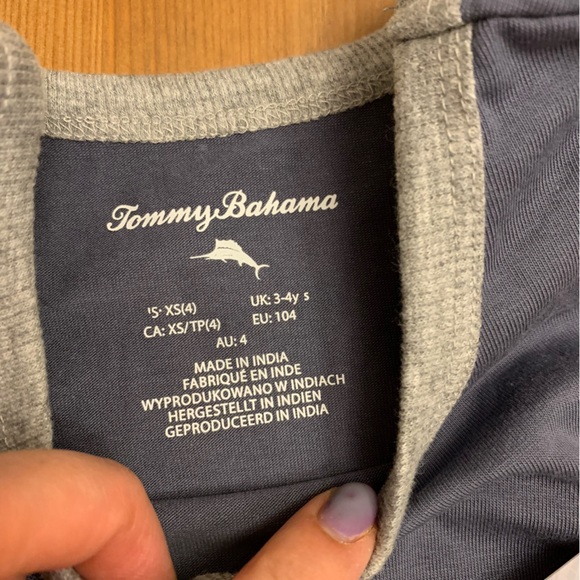 Tommy Bahama
'S· XS(4) UK: 3-4y s
CA: XS/TP(4) EU: 104
AU: 4
MADE IN INDIA
FABRIQUÉ EN INDE
WYPRODUKOWANO W INDIACH
HERGESTELLT IN INDIEN
GEPRODUCEERD IN INDIA